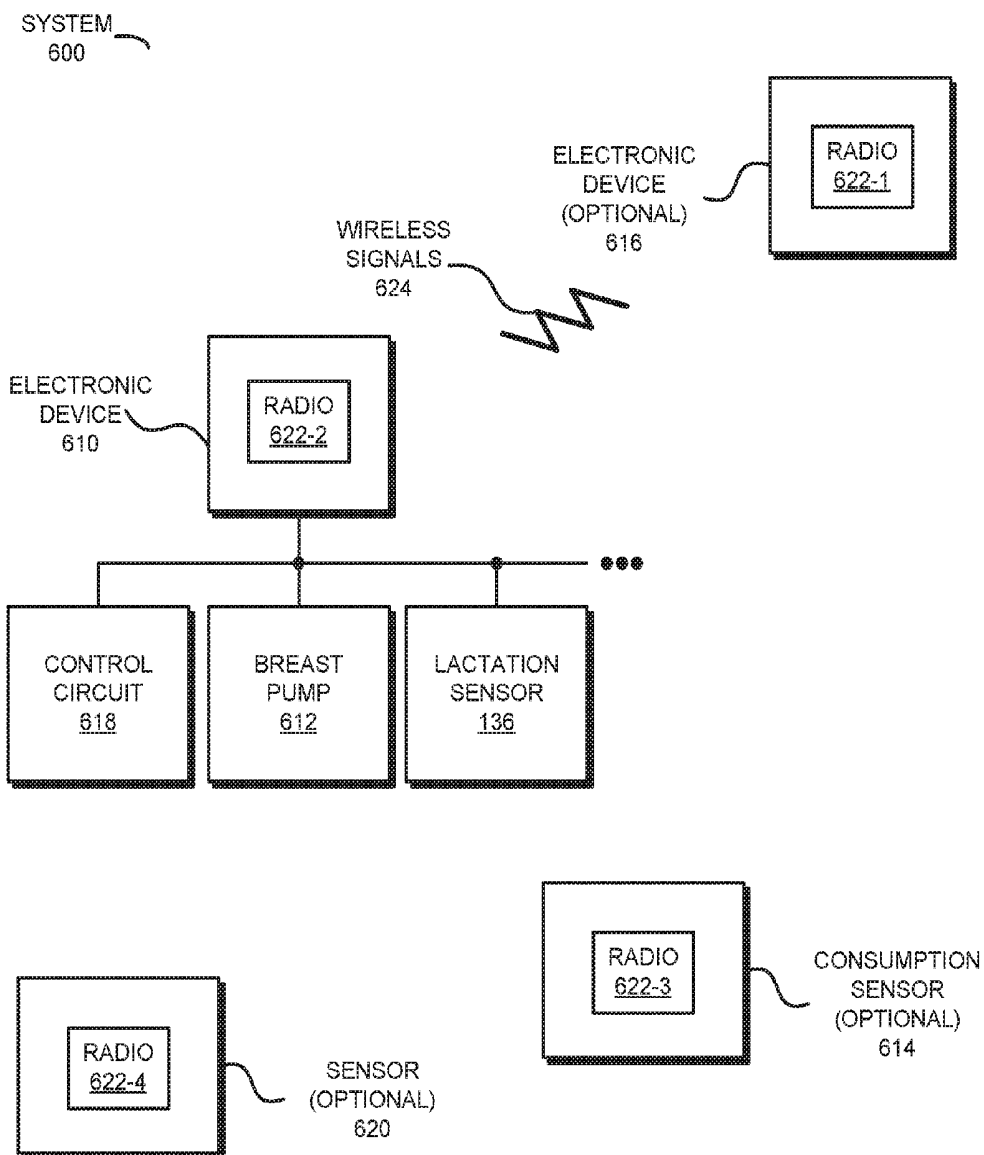 SYSTEM
600
ELECTRONIC
DEVICE
(OPTIONAL)
616
RADIO
622-1
WIRELESS
SIGNALS
624
ELECTRONIC
DEVICE
610
RADIO
622-2
CONTROL
CIRCUIT
618
BREAST
PUMP
612
LACTATION
SENSOR
136
RADIO
622-3
CONSUMPTION
SENSOR
(OPTIONAL)
614
RADIO
622-4
SENSOR
(OPTIONAL)
620